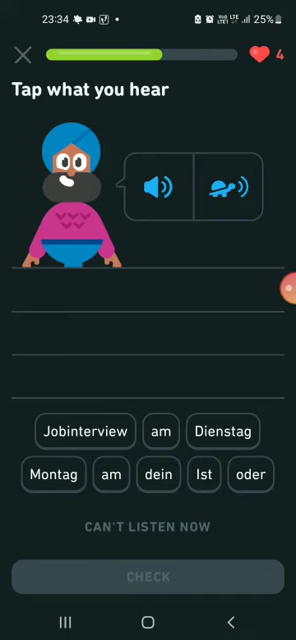 23:34 25%
4
Tap what you hear
Jobinterview am Dienstag
Montag am dein Ist oder
CAN'T LISTEN NOW
CHECK